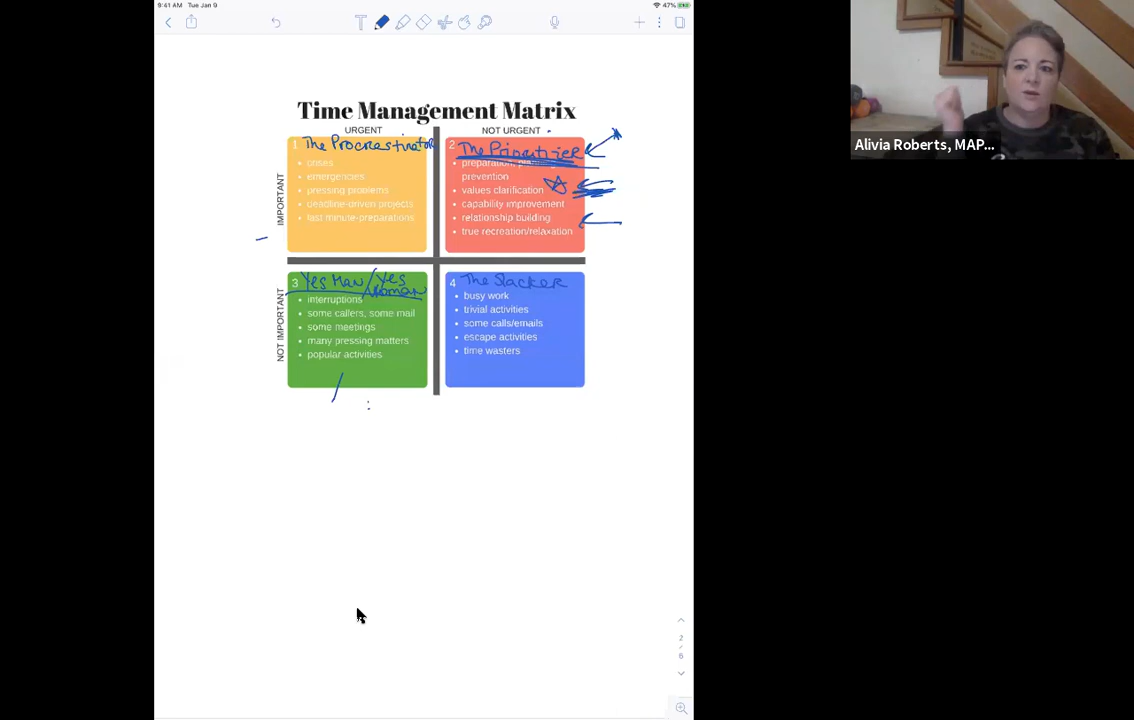 9:41 AM Tue Jan 9
47%
Time Management Matrix
URGENT
NOT URGENT
IMPORTANT
1 The Procrastinator
crises
emergencies
pressing problems
deadline-driven projects
last minute-preparations
2 The Prioritizer
preparation,
prevention
values clarification
capability improvement
relationship building
true recreation/relaxation
NOT IMPORTANT
3 Yes Man/Yes
Woman
interruptions
some callers, some mail
some meetings
many pressing matters
popular activities
4 The Slacker
busy work
trivial activities
some calls/emails
escape activities
time wasters
2
/
6
Alivia Roberts, MAP...